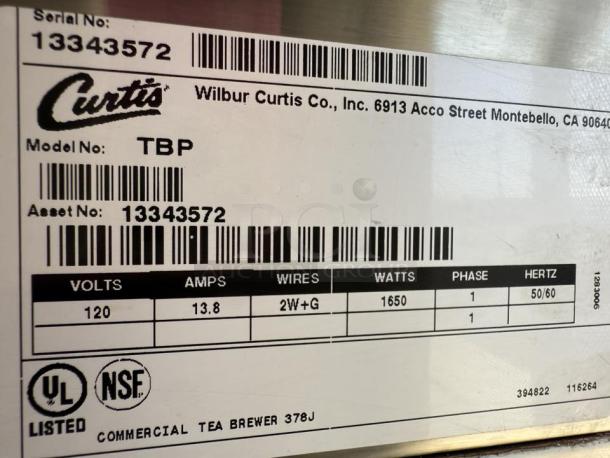 Serial No:
13343572
Curtis
Wilbur Curtis Co., Inc. 6913 Acco Street Montebello, CA 90640
Model No: TBP
Asset No: 13343572
VOLTS AMPS WIRES WATTS PHASE HERTZ
120 13.8 2W+G 1650 1 50/60
1
1283006
UL NSF
LISTED
COMMERCIAL TEA BREWER 378J
394822 116264